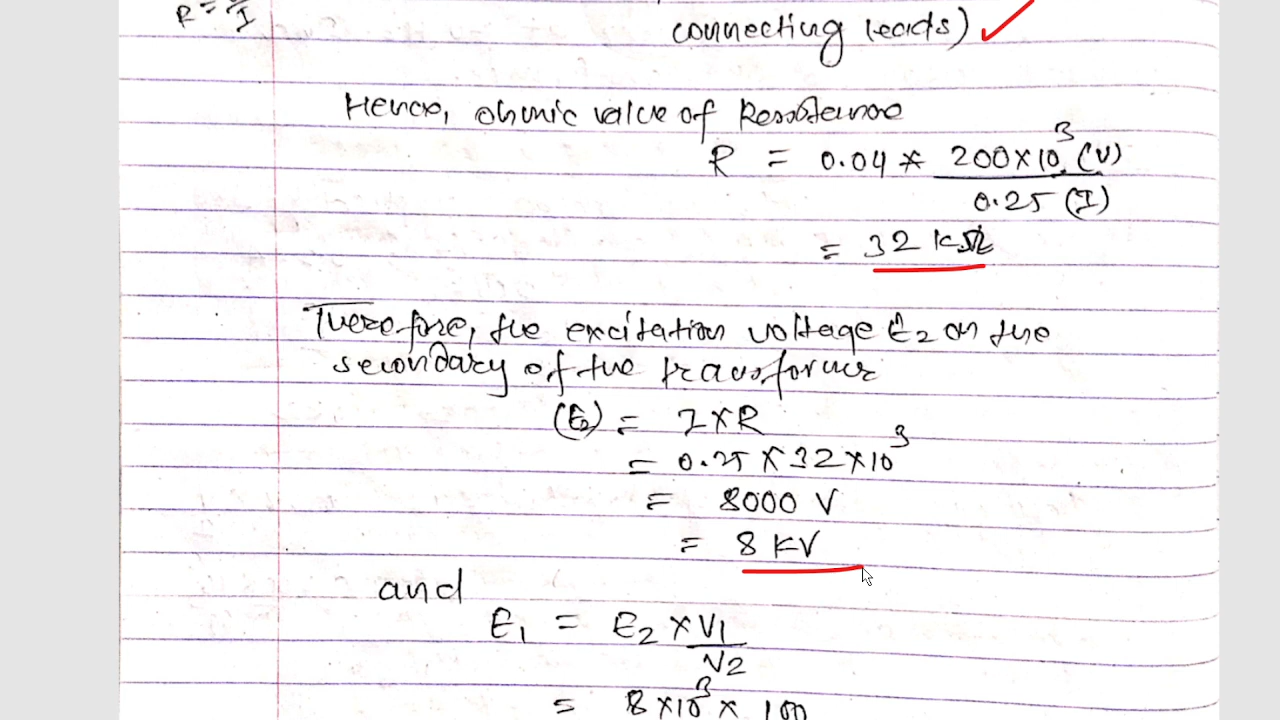 R = 
I
connecting leads)
Hence, ohmic value of Resistance
R = 0.04 * 200×10³ (V)
0.25 (I)
= 32 kΩ
Therefore, the excitation voltage E₂ on the
secondary of the transformer
(E₂) = I×R
= 0.25 × 32×10³
= 8000 V
= 8 KV
and
E₁ = E₂ × V₁
V₂
= 8×10³ × 100